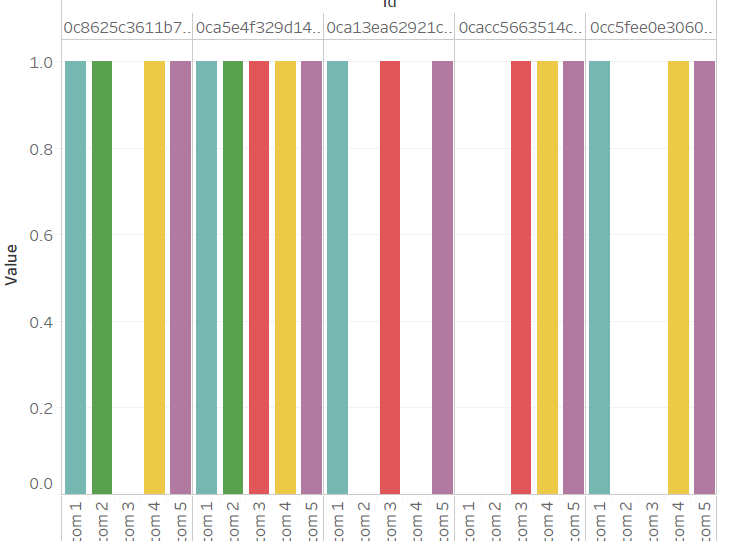 Id
0c8625c3611b7..
0ca5e4f329d14..
0ca13ea62921c..
0cacc5663514c..
0cc5fee0e3060..
1.0
0.8
0.6
0.4
0.2
0.0
Value
com 1
com 2
com 3
com 4
com 5
com 1
com 2
com 3
com 4
com 5
com 1
com 2
com 3
com 4
com 5
com 1
com 2
com 3
com 4
com 5
com 1
com 2
com 3
com 4
com 5